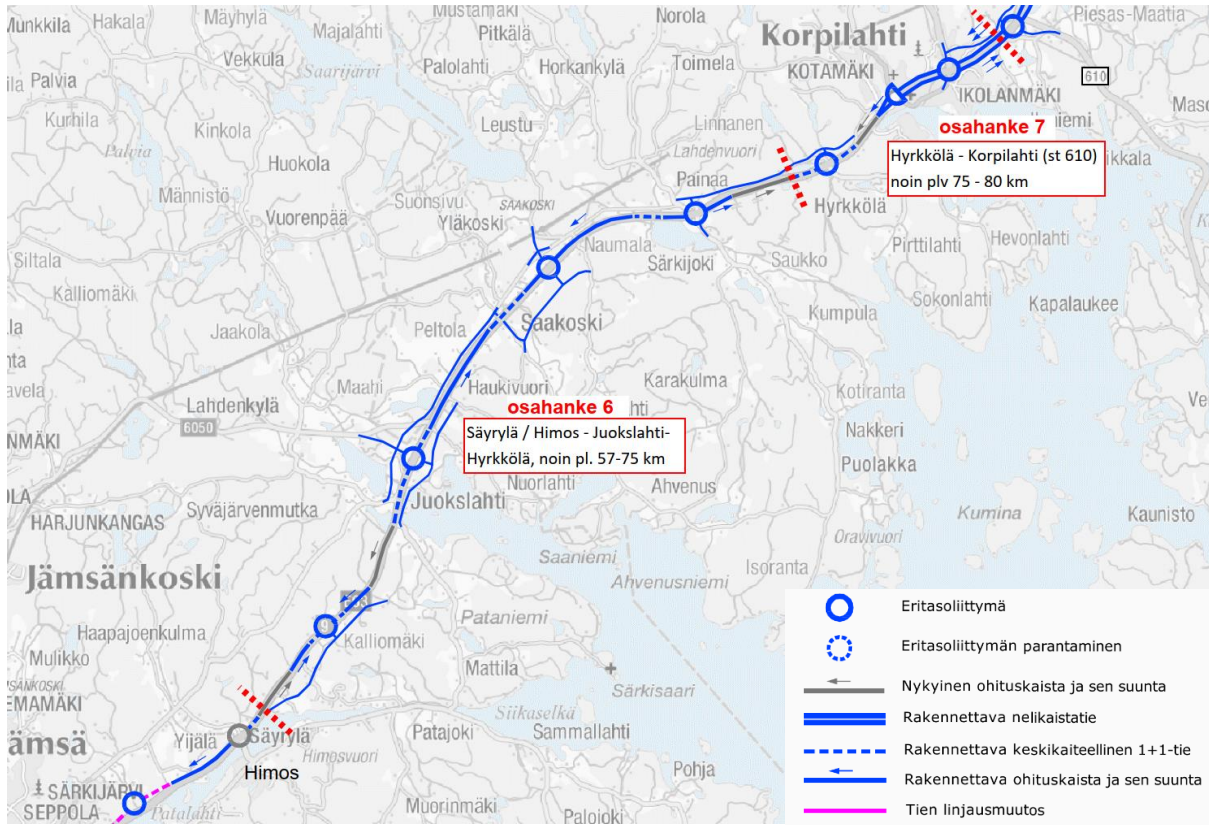 Munkkila
Hakala
Mäyhylä
Majalahti
Mustamäki
Pitkälä
Norola
Korpilahti
Piesas-Maatia
Palvia
Vekkula
Saarijärvi
Palolahti
Horkankylä
Toimela
KOTAMÄKI
610
Kurhila
Kinkola
Leustu
Linnanen
IKOLANMÄKI
Palvia
Huokola
Lahdenvuori
osahanke 7
Hyrkkölä - Korpilahti (st 610)
noin plv 75 - 80 km
Männistö
Suonsivu
SAAKOSKI
Painaa
Hyrkkölä
Vuorenpää
Yläkoski
Naumala
Pirttilahti
Hevonlahti
Siltala
Särkijoki
Saukko
Kalliomäki
Sokonlahti
Kapalaukee
Jaakola
Peltola
Saakoski
Kumpula
Maahi
Haukivuori
Karakulma
Kotiranta
Lahdenkylä
6050
osahanke 6
Säyrylä / Himos - Juokslahti-
Hyrkkölä, noin pl. 57-75 km
Nakkeri
Puolakka
Nuorlahti
Ahvenus
Juokslahti
Syväjärvenmutka
HARJUNKANGAS
Kumina
Kaunisto
Oravivuori
Saaniemi
Isoranta
Jämsänkoski
Ahvenusniemi
Haapajoenkulma
Pataniemi
Kalliomäki
Mulikko
Mattila
Särkisaari
Siikaselkä
Yijälä
Säyrylä
Patajoki
Sammallahti
Himosvuori
Himos
Pohja
SÄRKIJÄRVI
SEPPOLA
Patalahti
Muorinmäki
Palojoki
Eritasoliittymä
Eritasoliittymän parantaminen
Nykyinen ohituskaista ja sen suunta
Rakennettava nelikaistatie
Rakennettava keskikaiteellinen 1+1-tie
Rakennettava ohituskaista ja sen suunta
Tien linjausmuutos